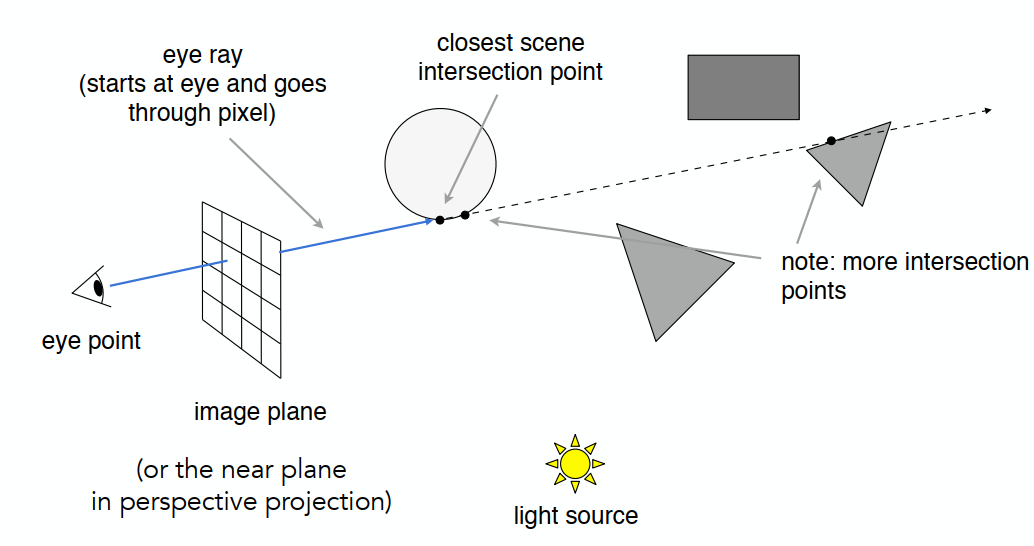 eye ray
(starts at eye and goes
through pixel)
closest scene
intersection point
note: more intersection
points
eye point
image plane
(or the near plane
in perspective projection)
light source